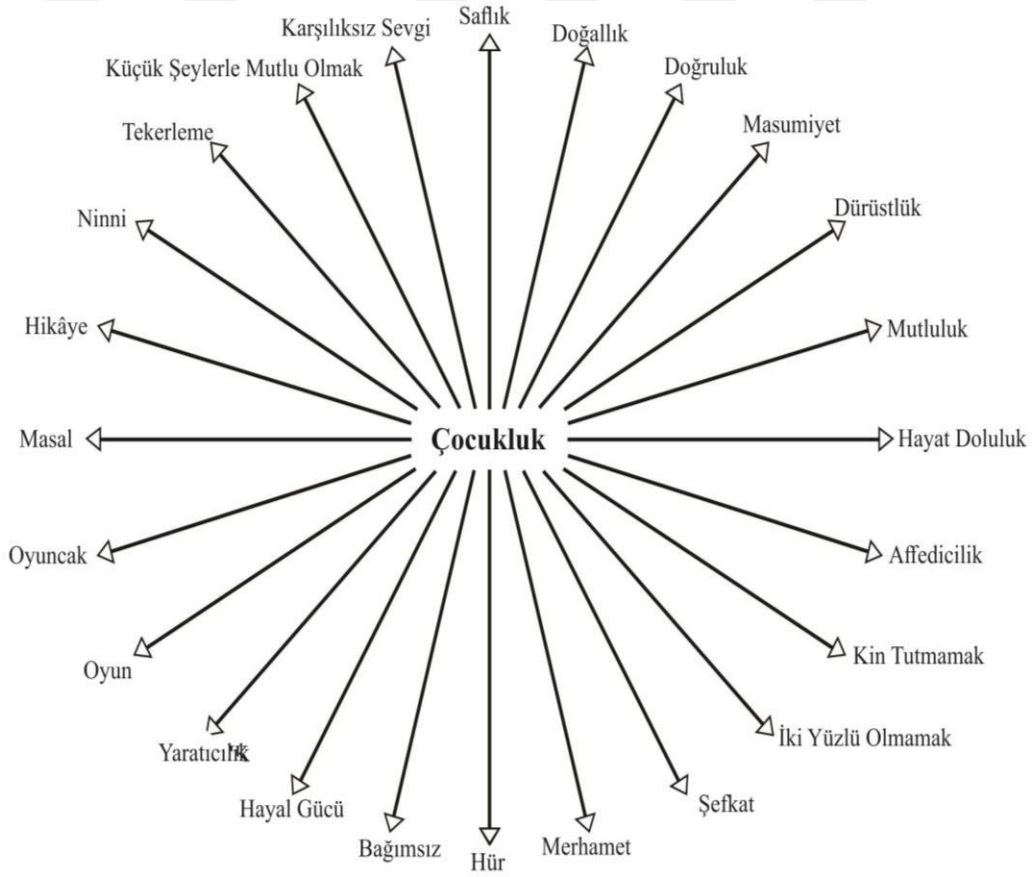 Saflık
Doğallık
Doğruluk
Masumiyet
Dürüstlük
Mutluluk
Hayat Doluluk
Affedicilik
Kin Tutmamak
İki Yüzlü Olmamak
Şefkat
Merhamet
Hür
Bağımsız
Hayal Gücü
Yaratıcılık
Oyun
Oyuncak
Masal
Hikâye
Ninni
Tekerleme
Küçük Şeylerle Mutlu Olmak
Karşılıksız Sevgi
Çocukluk